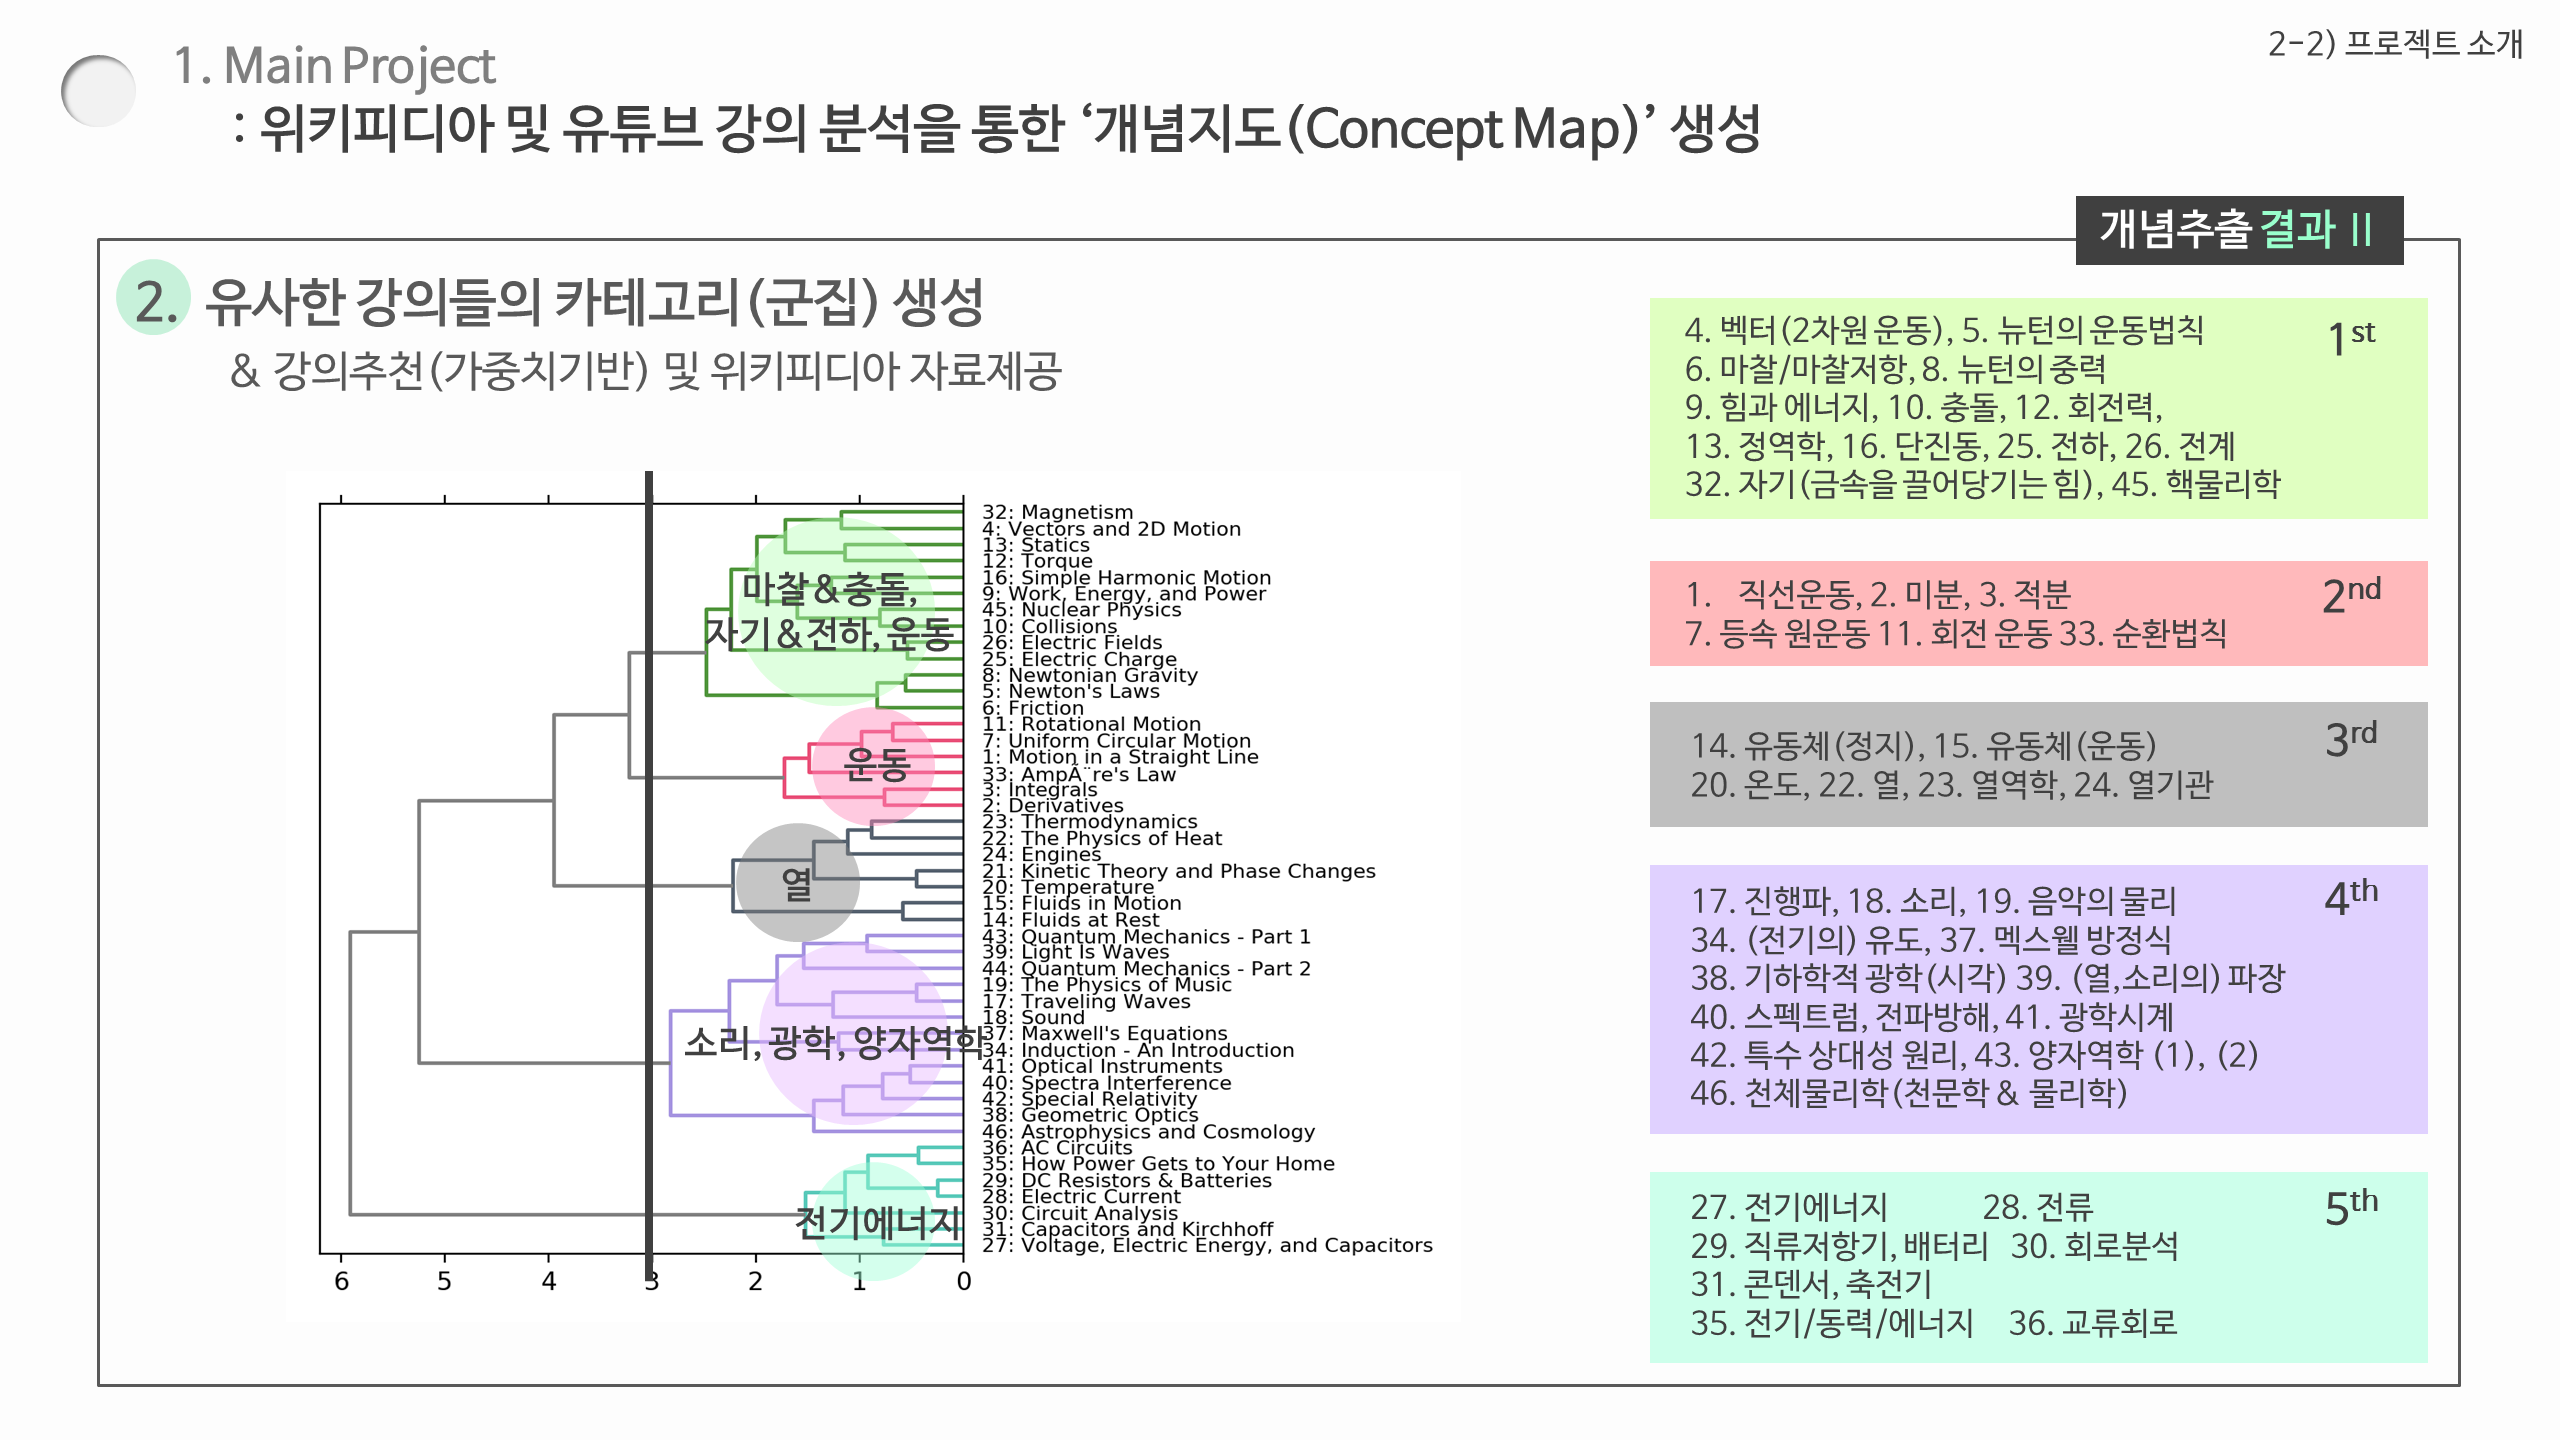 2-2) 프로젝트 소개
1. Main Project
: 위키피디아 및 유튜브 강의 분석을 통한 ‘개념지도(Concept Map)’ 생성
개념추출 결과 II
2. 유사한 강의들의 카테고리(군집) 생성
& 강의추천(가중치기반) 및 위키피디아 자료제공
32: Magnetism
4: Vectors and 2D Motion
13: Statics
12: Torque
16: Simple Harmonic Motion
9: Work, Energy, and Power
45: Nuclear Physics
10: Collisions
26: Electric Fields
25: Electric Charge
8: Newtonian Gravity
5: Newton's Laws
6: Friction
11: Rotational Motion
7: Uniform Circular Motion
1: Motion in a Straight Line
33: AmpÃ¨re's Law
3: Integrals
2: Derivatives
23: Thermodynamics
22: The Physics of Heat
24: Engines
21: Kinetic Theory and Phase Changes
20: Temperature
15: Fluids in Motion
14: Fluids at Rest
43: Quantum Mechanics - Part 1
39: Light Is Waves
44: Quantum Mechanics - Part 2
19: The Physics of Music
17: Traveling Waves
18: Sound
37: Maxwell's Equations
34: Induction - An Introduction
41: Optical Instruments
40: Spectra Interference
42: Special Relativity
38: Geometric Optics
46: Astrophysics and Cosmology
36: AC Circuits
35: How Power Gets to Your Home
29: DC Resistors & Batteries
28: Electric Current
30: Circuit Analysis
31: Capacitors and Kirchhoff
27: Voltage, Electric Energy, and Capacitors
마찰 & 충돌,
자기 & 전하, 운동
운동
열
소리, 광학, 양자역학
전기에너지
6 5 4 3 2 1 0
4. 벡터(2차원 운동), 5. 뉴턴의 운동법칙 1st
6. 마찰/마찰저항, 8. 뉴턴의 중력
9. 힘과 에너지, 10. 충돌, 12. 회전력,
13. 정역학, 16. 단진동, 25. 전하, 26. 전계
32. 자기(금속을 끌어당기는 힘), 45. 핵물리학
1. 직선운동, 2. 미분, 3. 적분 2nd
7. 등속 원운동 11. 회전 운동 33. 순환법칙
14. 유동체(정지), 15. 유동체(운동) 3rd
20. 온도, 22. 열, 23. 열역학, 24. 열기관
17. 진행파, 18. 소리, 19. 음악의 물리 4th
34. (전기의) 유도, 37. 멕스웰 방정식
38. 기하학적 광학(시각) 39. (열,소리의) 파장
40. 스펙트럼, 전파방해, 41. 광학시계
42. 특수 상대성 원리, 43. 양자역학 (1), (2)
46. 천체물리학(천문학 & 물리학)
27. 전기에너지 28. 전류 5th
29. 직류저항기, 배터리 30. 회로분석
31. 콘덴서, 축전기
35. 전기/동력/에너지 36. 교류회로